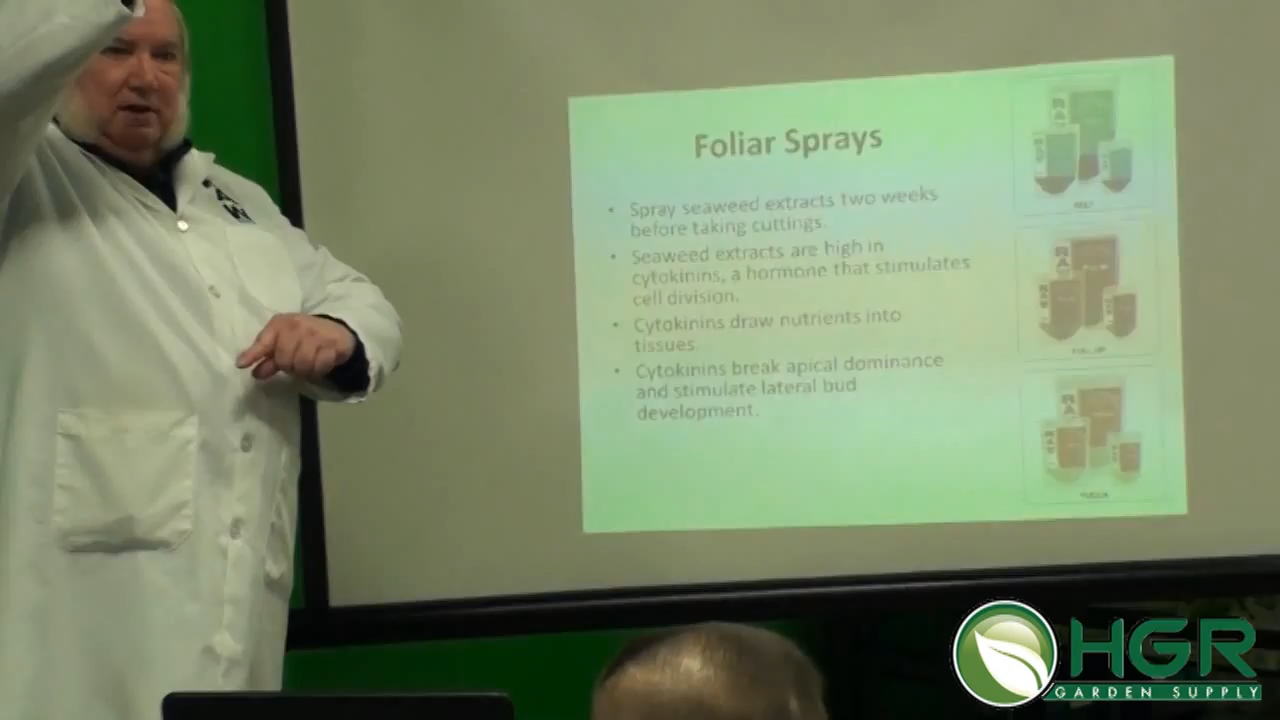 Foliar Sprays
• Spray seaweed extracts two weeks
before taking cuttings.
• Seaweed extracts are high in
cytokinins, a hormone that stimulates
cell division.
• Cytokinins draw nutrients into
tissues.
• Cytokinins break apical dominance
and stimulate lateral bud
development.
HGR
GARDEN SUPPLY